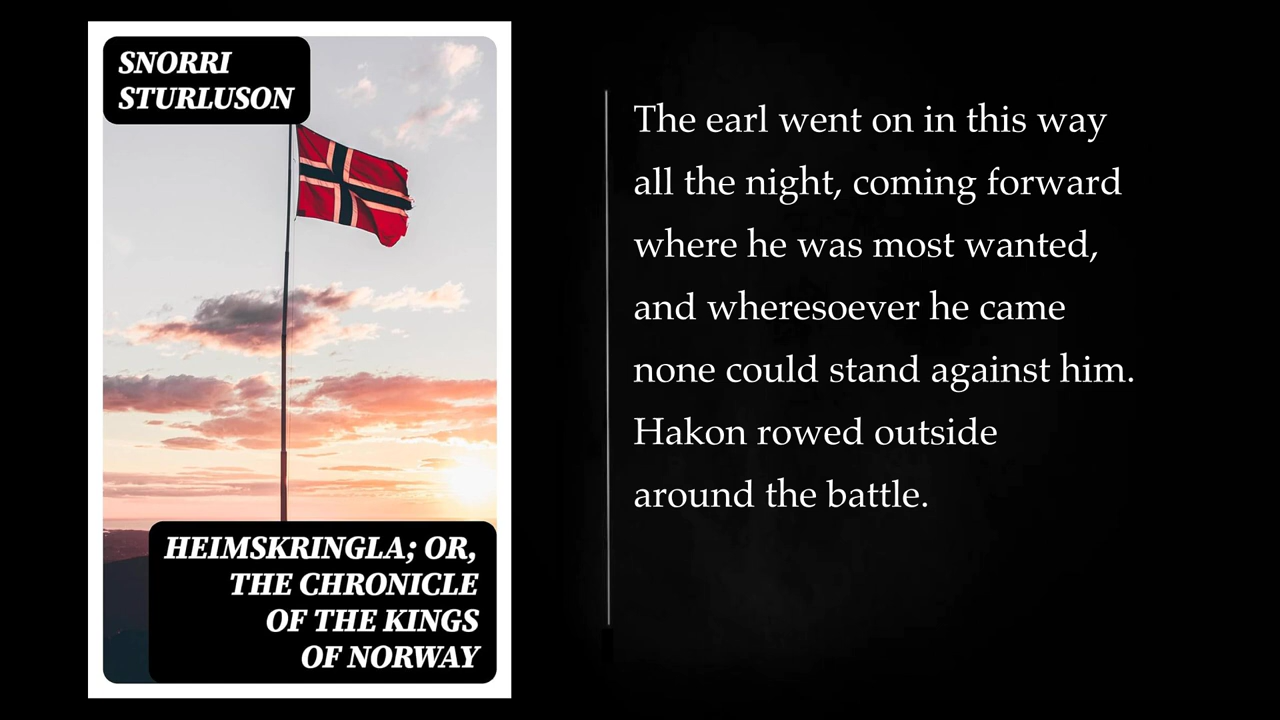 SNORRI
STURLUSON
HEIMSKRINGLA; OR,
THE CHRONICLE
OF THE KINGS
OF NORWAY
The earl went on in this way
all the night, coming forward
where he was most wanted,
and wheresoever he came
none could stand against him.
Hakon rowed outside
around the battle.